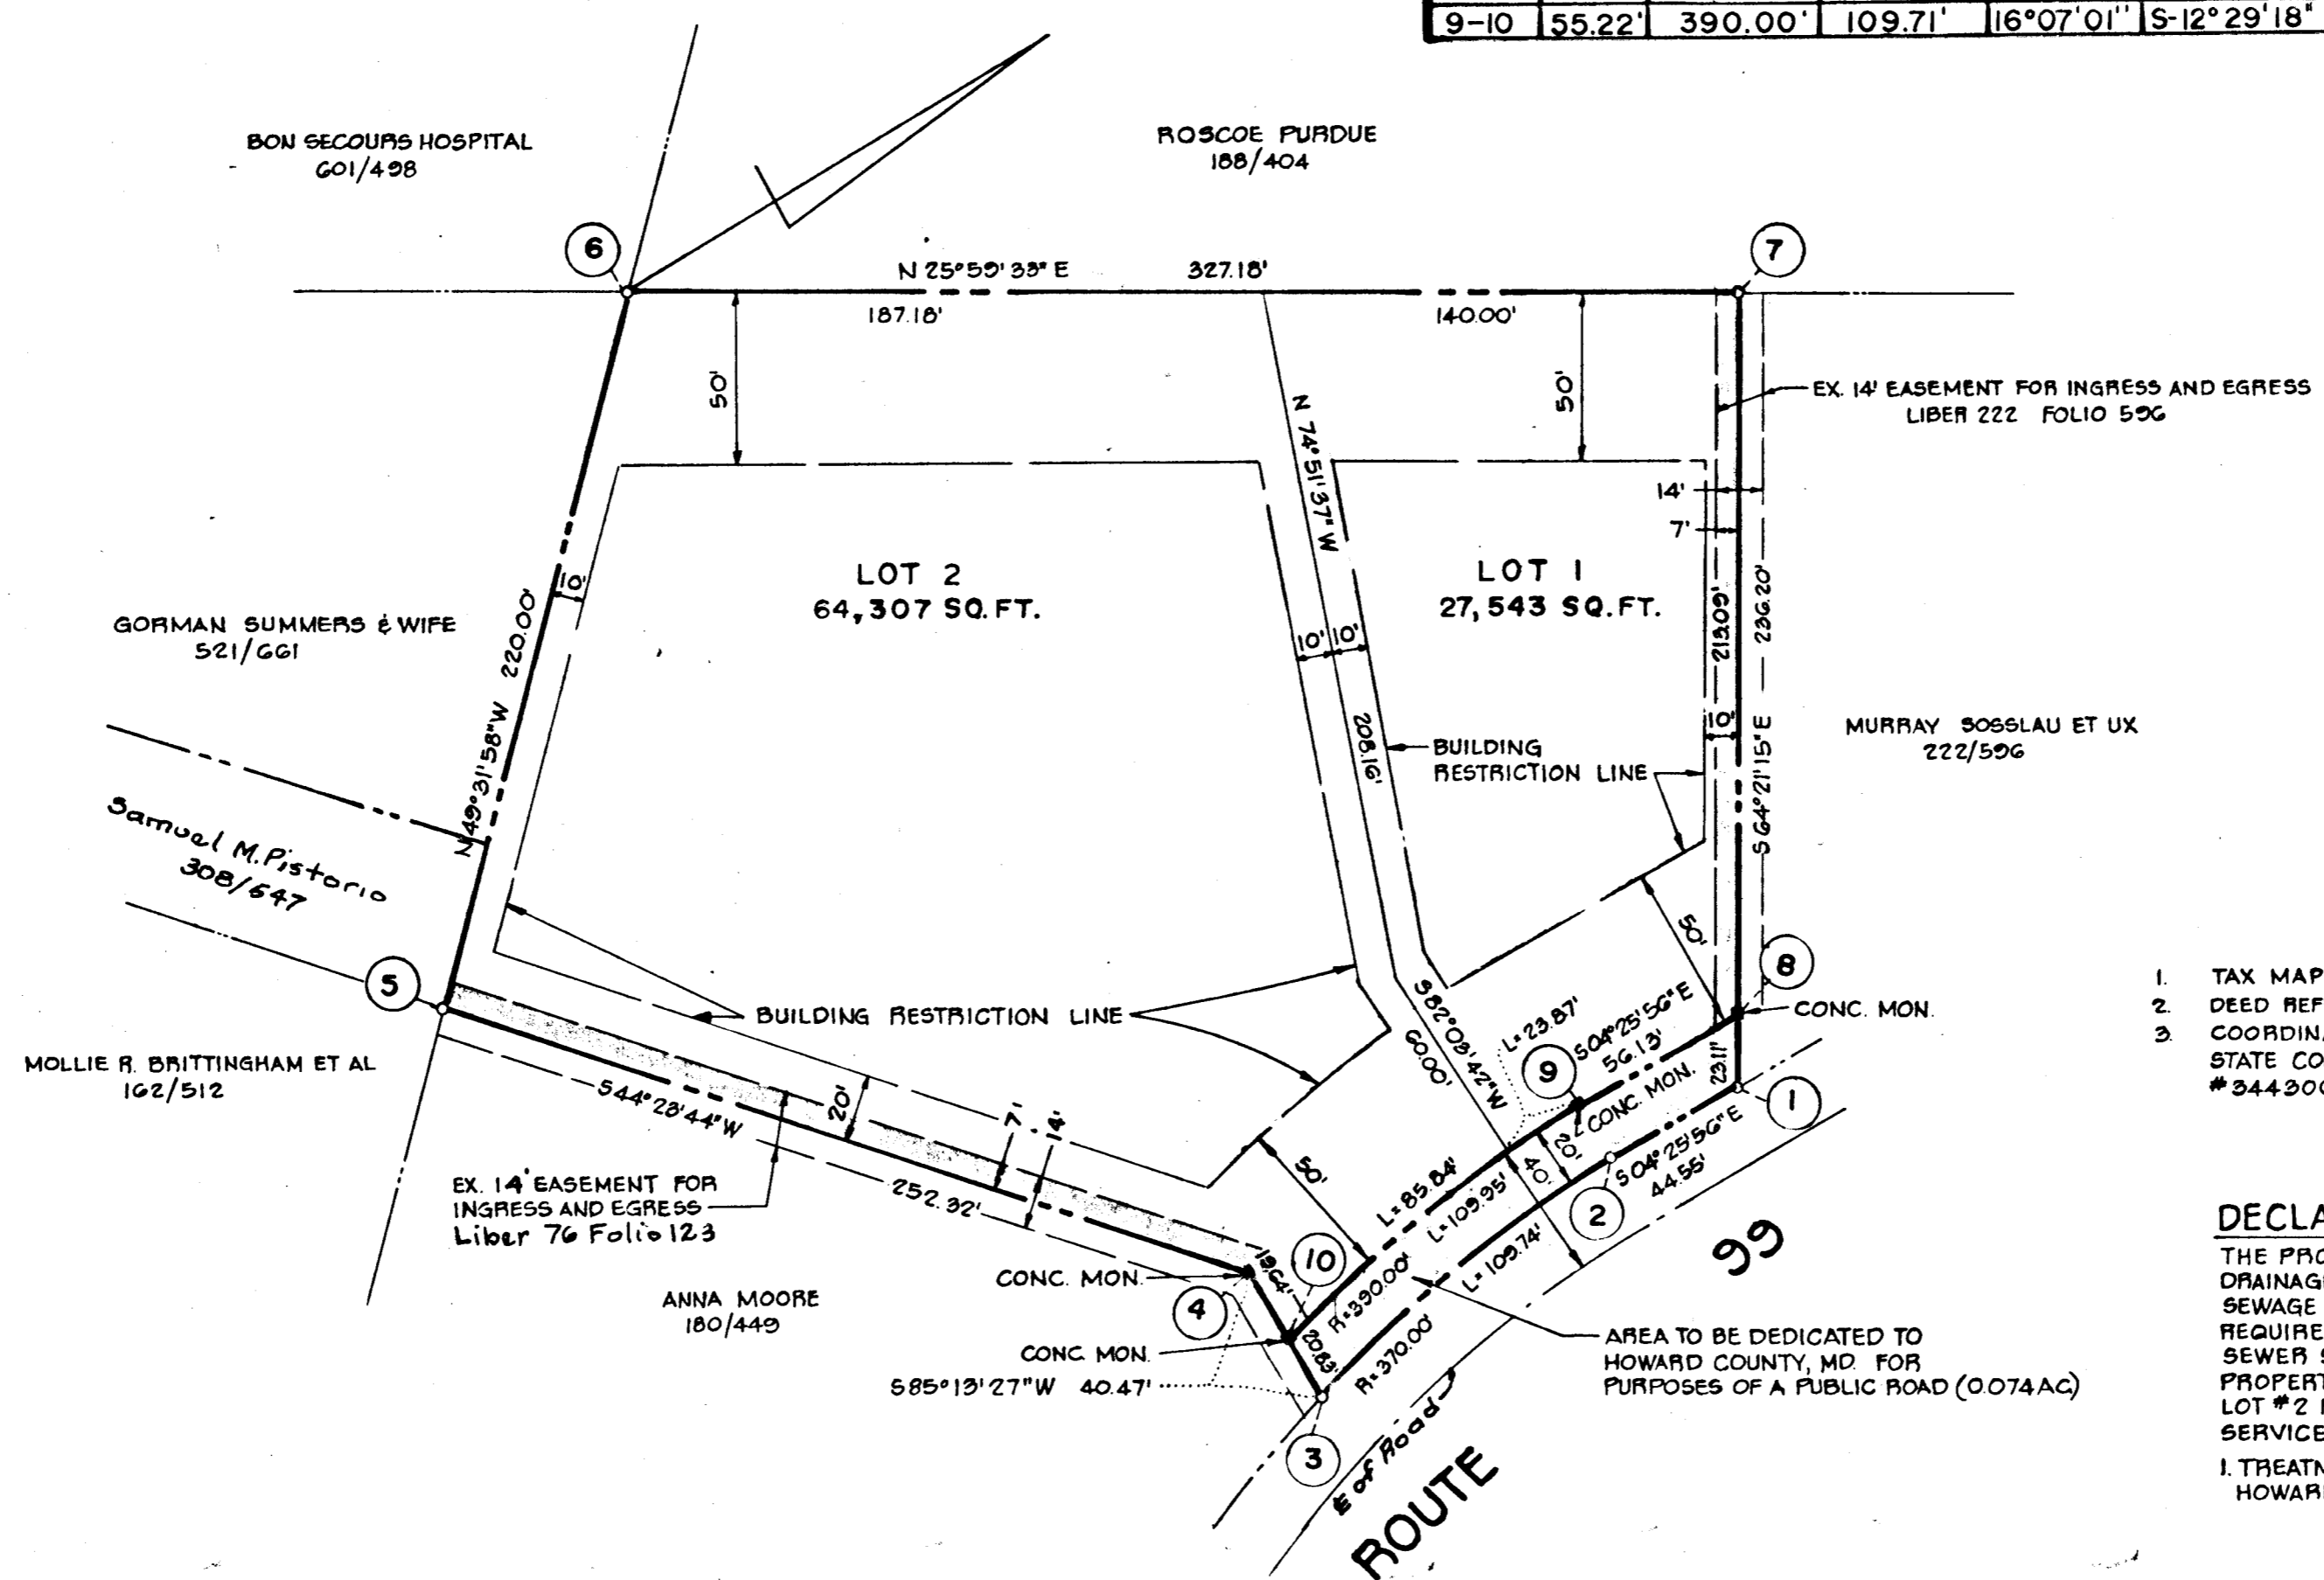 9-10 55.22' 390.00' 109.71' 16°07'01" S-12°29'18"
BON SECOURS HOSPITAL
601/498
ROSCOE PURDUE
188/404
6
7
N 25°59'33" E 327.18'
187.18'
140.00'
50'
50'
EX. 14' EASEMENT FOR INGRESS AND EGRESS
LIBER 222 FOLIO 596
N 74°51'37" W
208.16'
14'
7'
LOT 2
64,307 SQ.FT.
LOT 1
27,543 SQ.FT.
10'
10'
10'
10'
213.09'
S 64°21'15" E 236.20'
GORMAN SUMMERS & WIFE
521/661
N 49°31'58" W 220.00'
MURRAY SOSSLAU ET UX
222/596
BUILDING
RESTRICTION LINE
Samuel M. Pistorio
308/547
50'
8
CONC. MON.
5
BUILDING RESTRICTION LINE
S82°03'42"W
60.00'
L=23.87'
S04°25'56"E
56.13'
9
CONC. MON.
23.11'
1
1. TAX MAP
2. DEED REF
3. COORDINA
STATE CO
#344300
MOLLIE R. BRITTINGHAM ET AL
162/512
S44°23'44"W
252.32'
20'
7'
14'
EX. 14' EASEMENT FOR
INGRESS AND EGRESS
Liber 76 Folio 123
50'
L=85.84'
L=109.95'
20'
40'
S04°25'56"E
44.55'
2
L=109.74'
R=390.00'
R=370.00'
99
19.64'
10
CONC. MON.
4
20.83'
ANNA MOORE
180/449
CONC. MON.
S85°13'27"W 40.47'
3
AREA TO BE DEDICATED TO
HOWARD COUNTY, MD. FOR
PURPOSES OF A PUBLIC ROAD (0.074 AC)
℄ of Road
ROUTE
DECLA
THE PRO
DRAINAG
SEWAGE
REQUIRE
SEWER S
PROPERT
LOT #2
SERVICE
1. TREATM
HOWAR